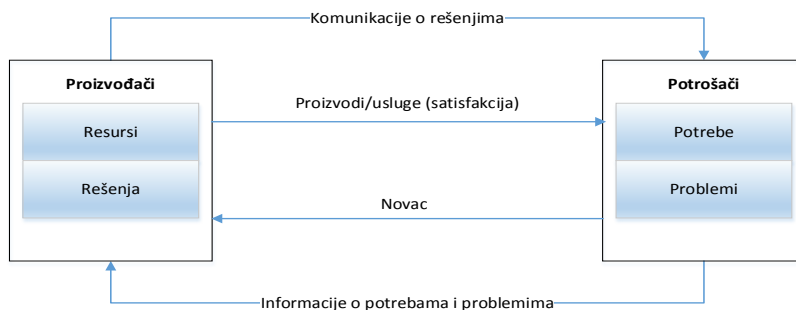 Komunikacije o rešenjima
Proizvođači
Potrošači
Proizvodi/usluge (satisfakcija)
Resursi
Potrebe
Rešenja
Problemi
Novac
Informacije o potrebama i problemima